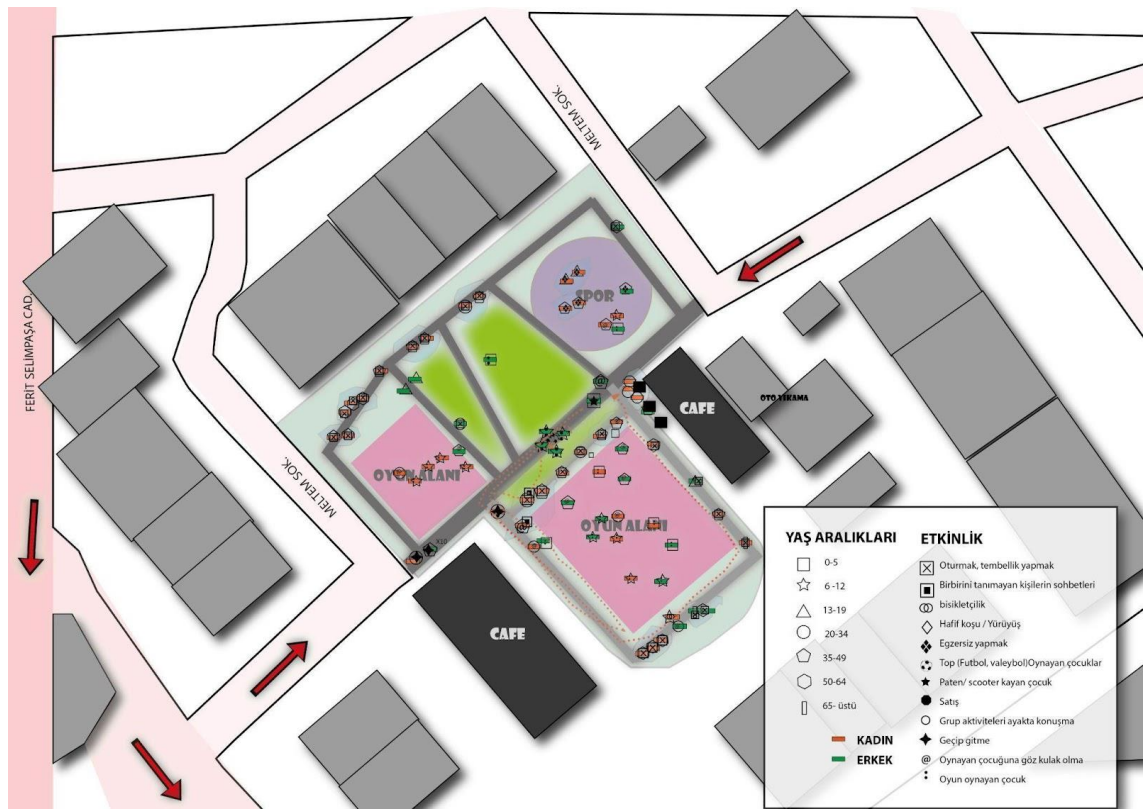 MELTEM SOK.
SPOR
FERİT SELİMPAŞA CAD.
CAFE
OTO YIKAMA
OYUN ALANI
MELTEM SOK.
OYUN ALANI
X10
CAFE
YAŞ ARALIKLARI
0-5
6 -12
13-19
20-34
35-49
50-64
65- üstü
KADIN
ERKEK
ETKİNLİK
Oturmak, tembellik yapmak
Birbirini tanımayan kişilerin sohbetleri
bisikletçilik
Hafif koşu / Yürüyüş
Egzersiz yapmak
Top (Futbol, valeybol)Oynayan çocuklar
Paten/ scooter kayan çocuk
Satış
Grup aktiviteleri ayakta konuşma
Geçip gitme
@ Oynayan çocuğuna göz kulak olma
Oyun oynayan çocuk